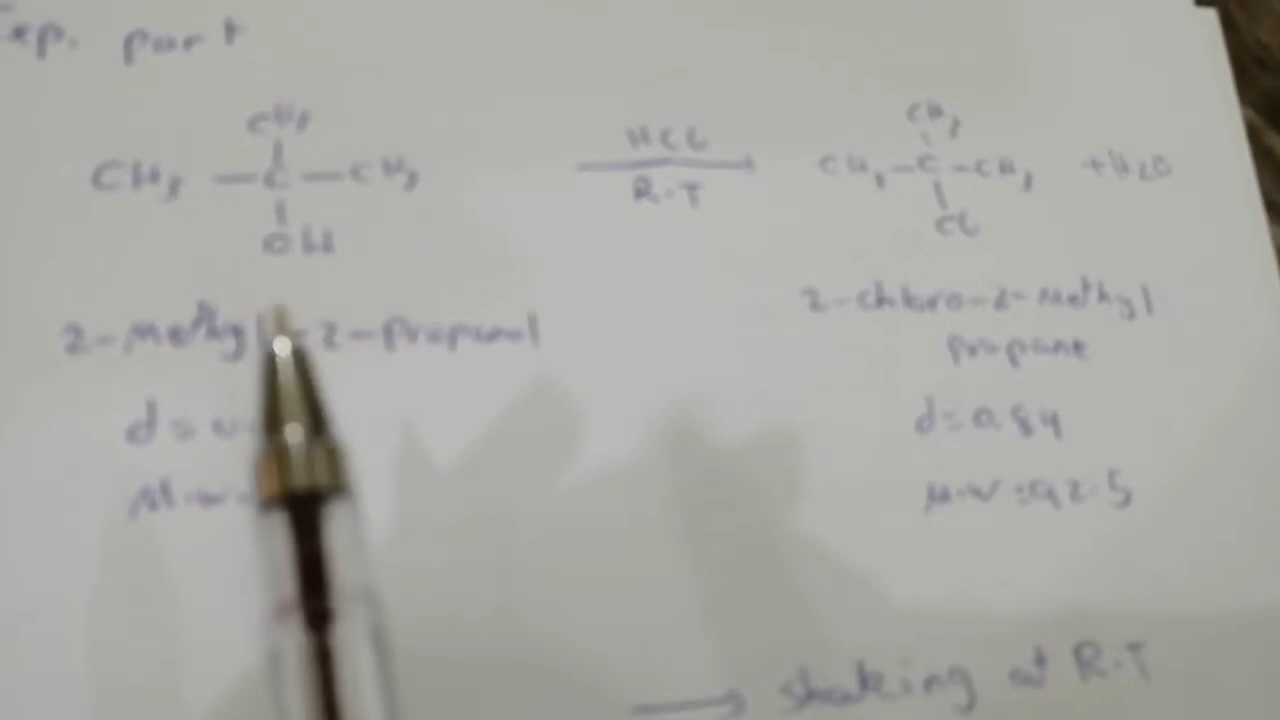 Exp. part
CH3
CH3 — C — CH3
OH
HCl
R.T
CH3
CH3 — C — CH3 + H2O
Cl
2-methyl-2-propanol
2-chloro-2-methyl
propane
d =
d = 0.84
M.w
M.w = 92.5
→ shaking at R.T